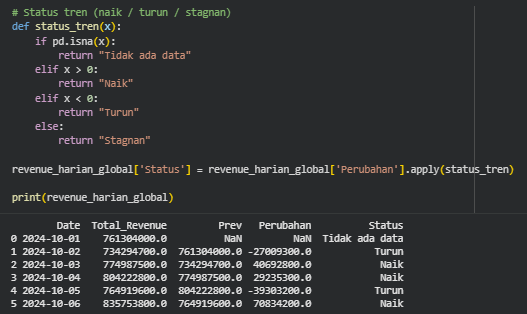 # Status tren (naik / turun / stagnan)
def status_tren(x):
    if pd.isna(x):
        return "Tidak ada data"
    elif x > 0:
        return "Naik"
    elif x < 0:
        return "Turun"
    else:
        return "Stagnan"

revenue_harian_global['Status'] = revenue_harian_global['Perubahan'].apply(status_tren)

print(revenue_harian_global)

        Date  Total_Revenue         Prev   Perubahan          Status
0 2024-10-01    761304000.0          NaN         NaN  Tidak ada data
1 2024-10-02    734294700.0  761304000.0 -27009300.0           Turun
2 2024-10-03    774987500.0  734294700.0  40692800.0            Naik
3 2024-10-04    804222800.0  774987500.0  29235300.0            Naik
4 2024-10-05    764919600.0  804222800.0 -39303200.0           Turun
5 2024-10-06    835753800.0  764919600.0  70834200.0            Naik